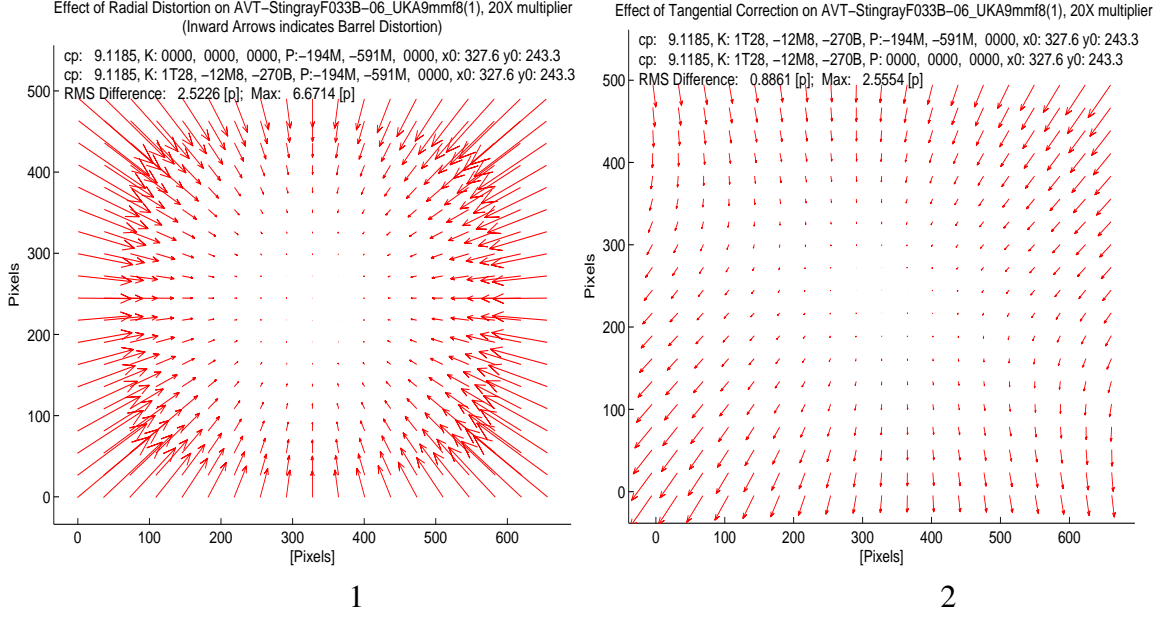 Effect of Radial Distortion on AVT−StingrayF033B−06_UKA9mmf8(1), 20X multiplier
(Inward Arrows indicates Barrel Distortion)
cp: 9.1185, K: 0000, 0000, 0000, P:−194M, −591M, 0000, x0: 327.6 y0: 243.3
cp: 9.1185, K: 1T28, −12M8, −270B, P:−194M, −591M, 0000, x0: 327.6 y0: 243.3
RMS Difference: 2.5226 [p]; Max: 6.6714 [p]
500
400
300
200
100
0
Pixels
0 100 200 300 400 500 600
[Pixels]
1
Effect of Tangential Correction on AVT−StingrayF033B−06_UKA9mmf8(1), 20X multiplier
cp: 9.1185, K: 1T28, −12M8, −270B, P:−194M, −591M, 0000, x0: 327.6 y0: 243.3
cp: 9.1185, K: 1T28, −12M8, −270B, P: 0000, 0000, 0000, x0: 327.6 y0: 243.3
RMS Difference: 0.8861 [p]; Max: 2.5554 [p]
500
400
300
200
100
0
Pixels
0 100 200 300 400 500 600
[Pixels]
2